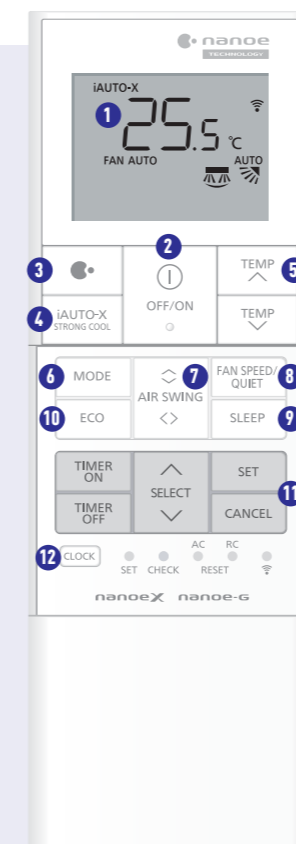 nanoe
TECHNOLOGY
iAUTO-X
1
25.5 °C
FAN AUTO
AUTO
2
3
OFF/ON
TEMP
5
4
iAUTO-X
STRONG COOL
TEMP
6
MODE
7
AIR SWING
FAN SPEED/
QUIET
8
10
ECO
SLEEP
9
TIMER
ON
SELECT
SET
TIMER
OFF
CANCEL
11
12
CLOCK
AC RC
SET CHECK RESET
nanoeX nanoe-G